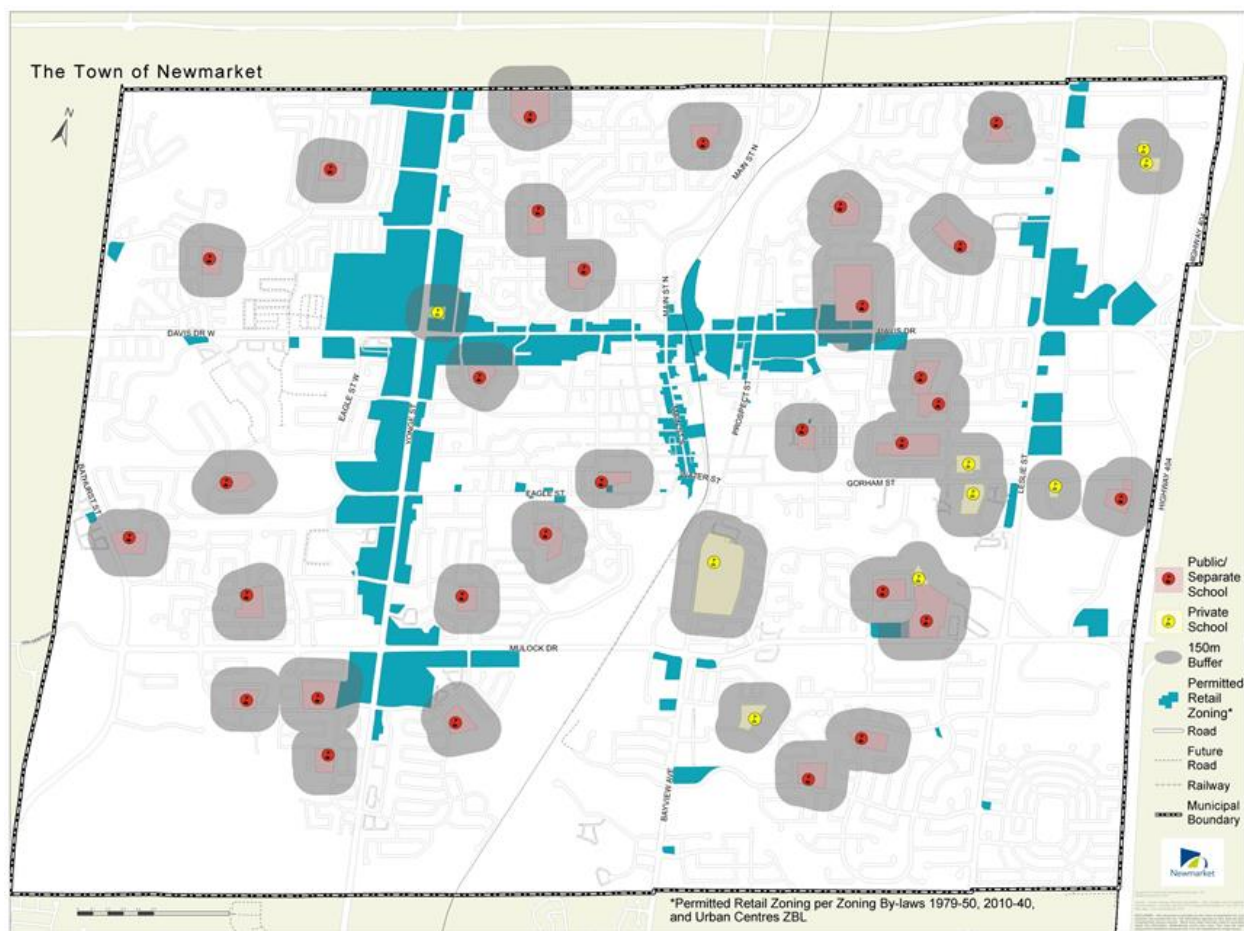 The Town of Newmarket
N
MAIN ST N
HIGHWAY 404
MAIN ST N
DAVIS DR W
DAVIS DR
EAGLE ST W
YONGE ST
PROSPECT ST
BATHURST ST
EAGLE ST
WATER ST
GORHAM ST
LESLIE ST
HIGHWAY 404
MULOCK DR
BAYVIEW AVE
Public/
Separate
School
Private
School
150m
Buffer
Permitted
Retail
Zoning*
Road
Future
Road
Railway
Municipal
Boundary
Newmarket
*Permitted Retail Zoning per Zoning By-laws 1979-50, 2010-40,
and Urban Centres ZBL